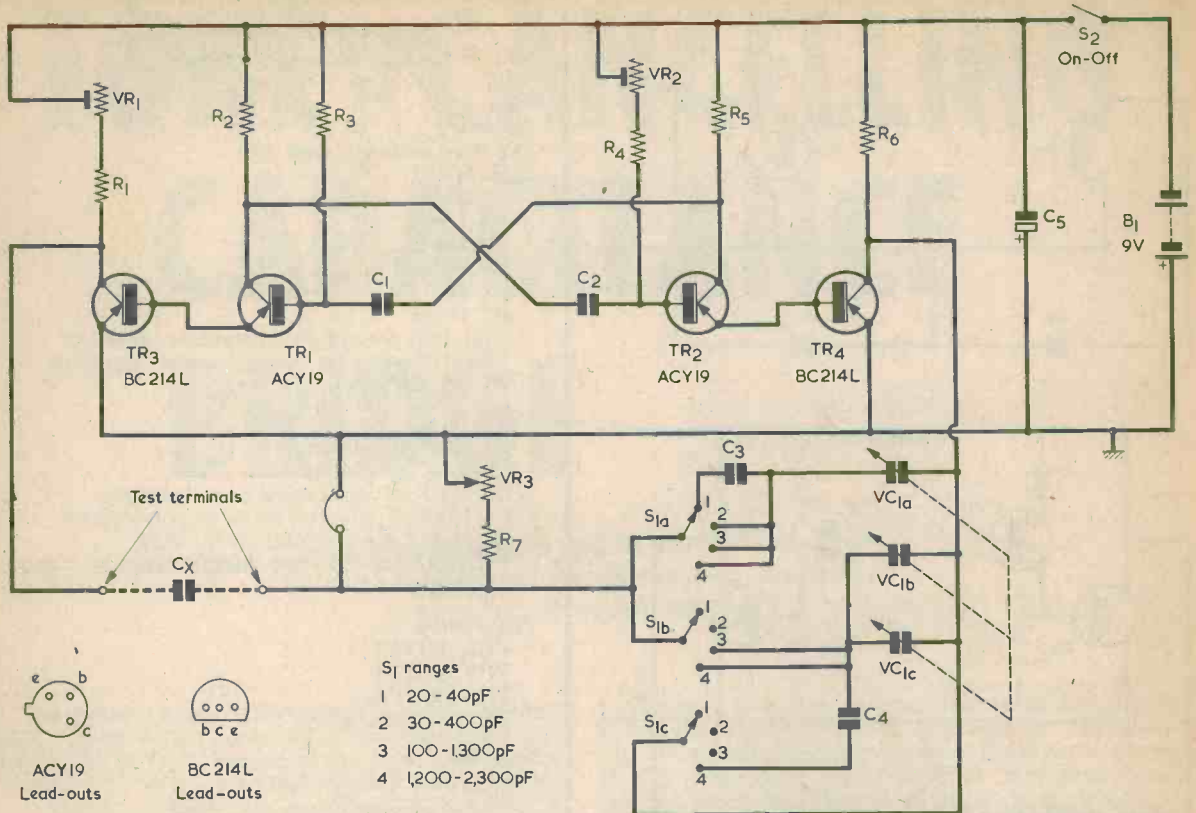 S2
On-Off
VR1
R2
R3
VR2
R4
R5
R6
R1
C5
+
B1
9V
+
C1
C2
TR3
BC214L
TR1
ACY19
TR2
ACY19
TR4
BC214L
Test terminals
CX
VR3
R7
C3
S1a
1
2
3
4
VC1a
S1b
1
2
3
4
VC1b
VC1c
S1c
1
2
3
4
C4
e b
c
ACY19
Lead-outs
b c e
BC214L
Lead-outs
S1 ranges
1 20-40pF
2 30-400pF
3 100-1,300pF
4 1,200-2,300pF